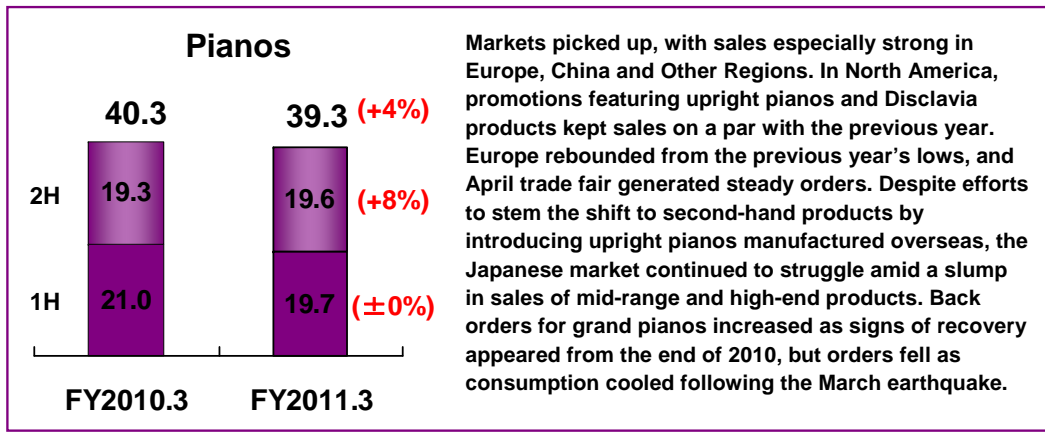 Pianos
40.3
39.3
(+4%)
2H
19.3
19.6
(+8%)
1H
21.0
19.7
(±0%)
FY2010.3
FY2011.3
Markets picked up, with sales especially strong in
Europe, China and Other Regions. In North America,
promotions featuring upright pianos and Disclavia
products kept sales on a par with the previous year.
Europe rebounded from the previous year's lows, and
April trade fair generated steady orders. Despite efforts
to stem the shift to second-hand products by
introducing upright pianos manufactured overseas, the
Japanese market continued to struggle amid a slump
in sales of mid-range and high-end products. Back
orders for grand pianos increased as signs of recovery
appeared from the end of 2010, but orders fell as
consumption cooled following the March earthquake.